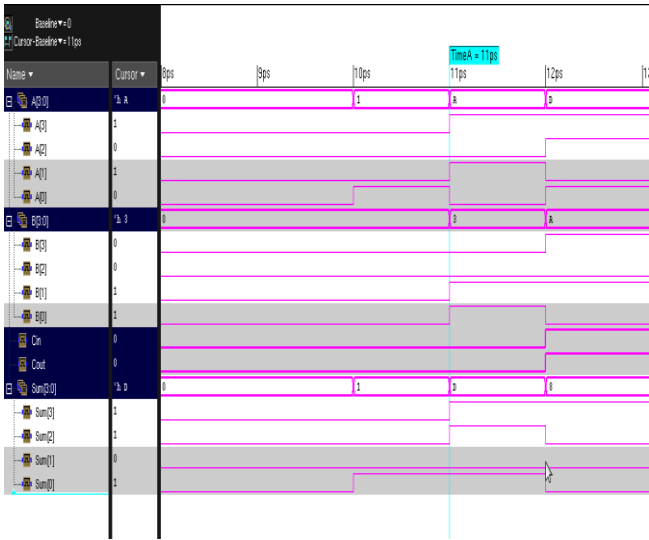 Baseline▼=0
Cursor-Baseline▼=11ps
TimeA = 11ps
Name▼ Cursor▼ 8ps 9ps 10ps 11ps 12ps
A[3:0] 'h A 0 1 A D
A[3] 1
A[2] 0
A[1] 1
A[0] 0
B[3:0] 'h 3 0 3 A
B[3] 0
B[2] 0
B[1] 1
B[0] 1
Cin 0
Cout 0
Sum[3:0] 'h D 0 1 D 8
Sum[3] 1
Sum[2] 1
Sum[1] 0
Sum[0] 1